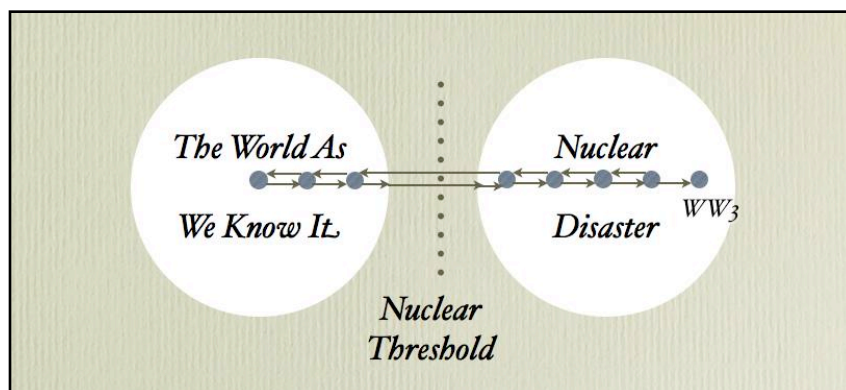 The World As
We Know It
Nuclear
Disaster
WW3
Nuclear
Threshold